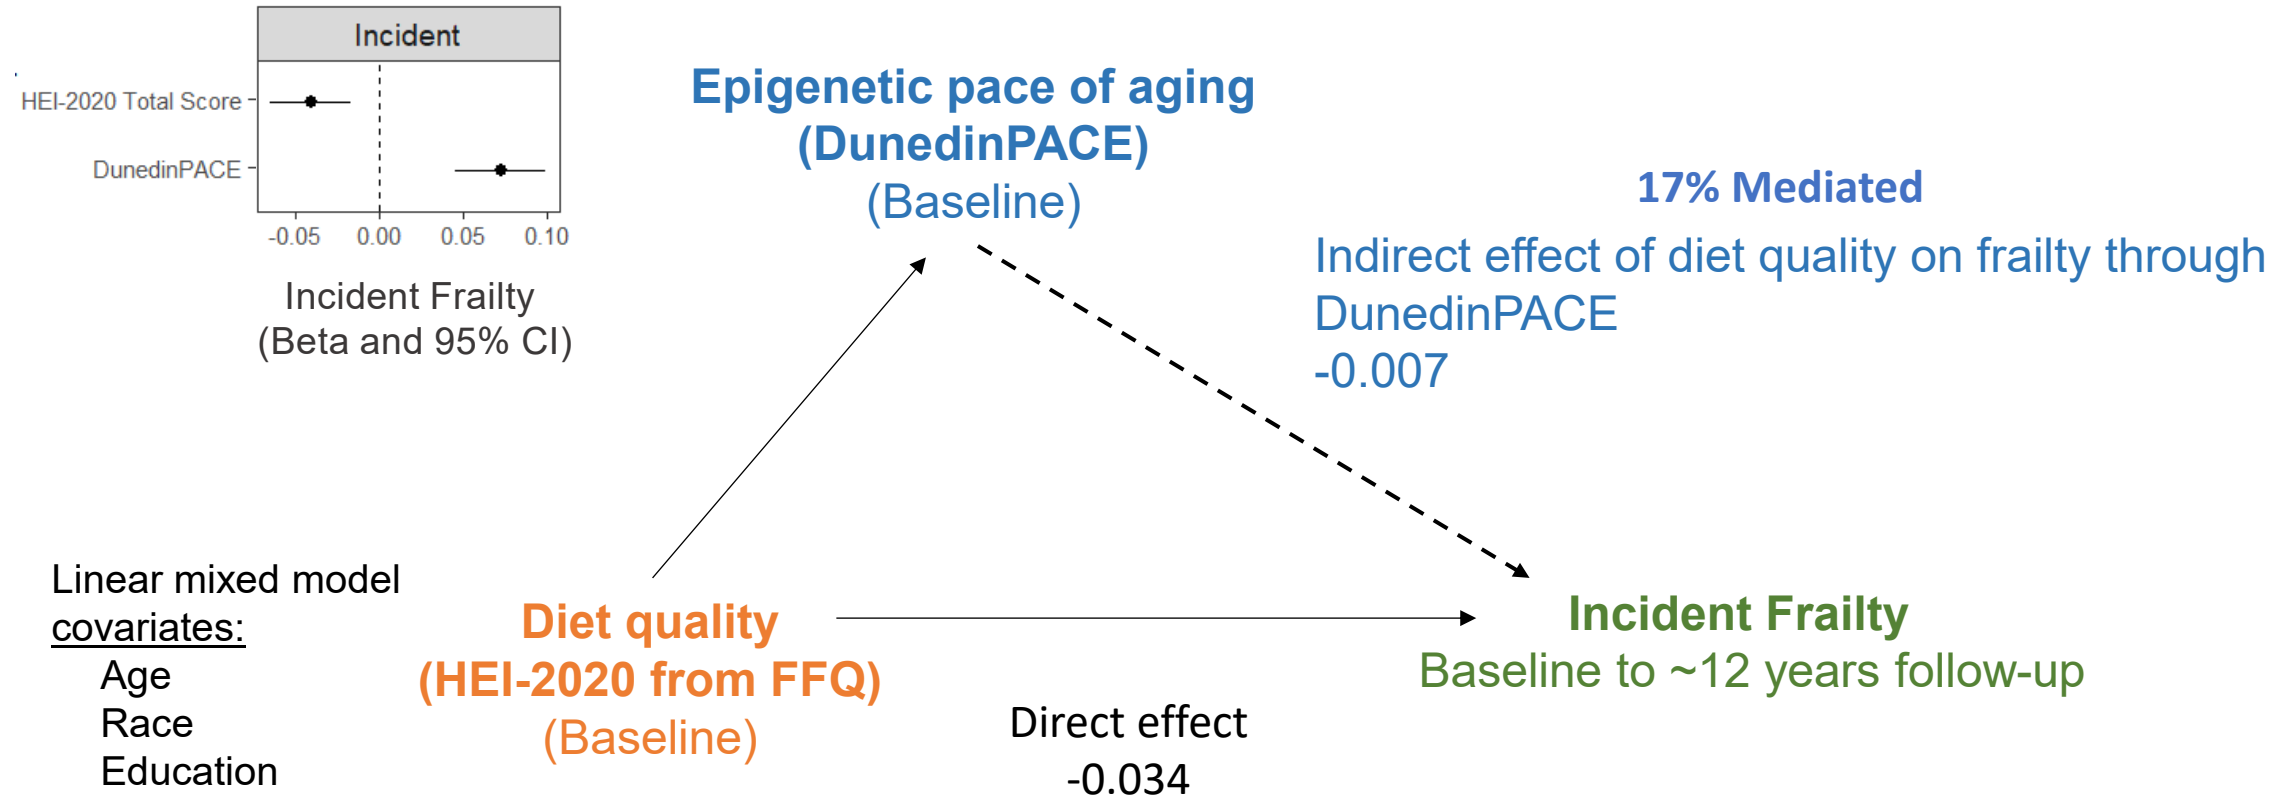 Incident
HEI-2020 Total Score
DunedinPACE
-0.05 0.00 0.05 0.10
Incident Frailty
(Beta and 95% CI)
Epigenetic pace of aging
(DunedinPACE)
(Baseline)
17% Mediated
Indirect effect of diet quality on frailty through
DunedinPACE
-0.007
Linear mixed model
covariates:
Age
Race
Education
Diet quality
(HEI-2020 from FFQ)
(Baseline)
Direct effect
-0.034
Incident Frailty
Baseline to ~12 years follow-up